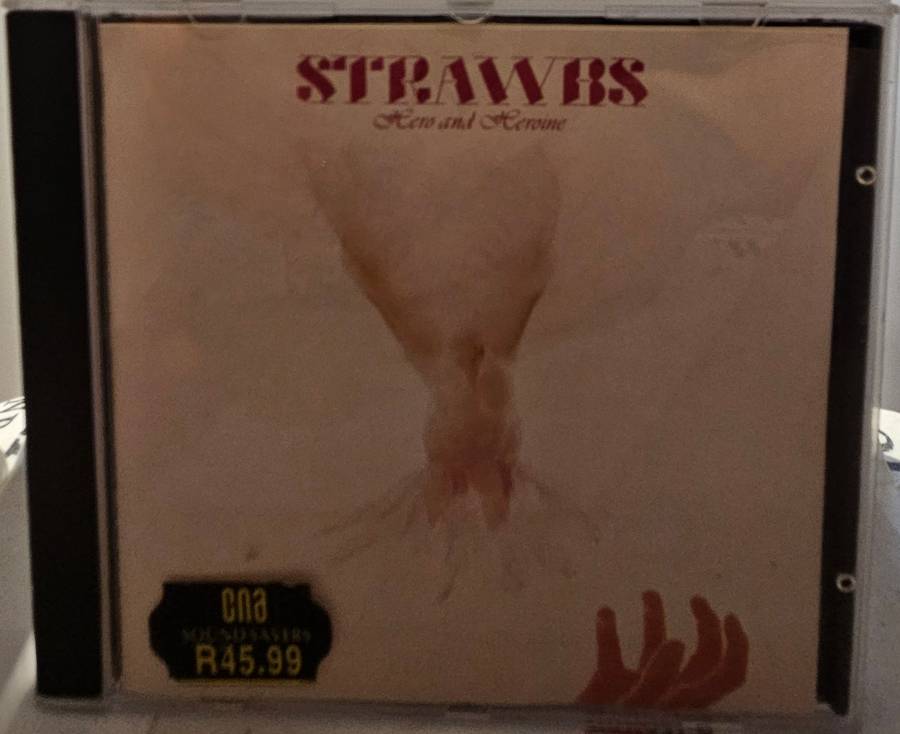 STRAWBS
Hero and Heroine
cna
SOUND SAVERS
R45.99